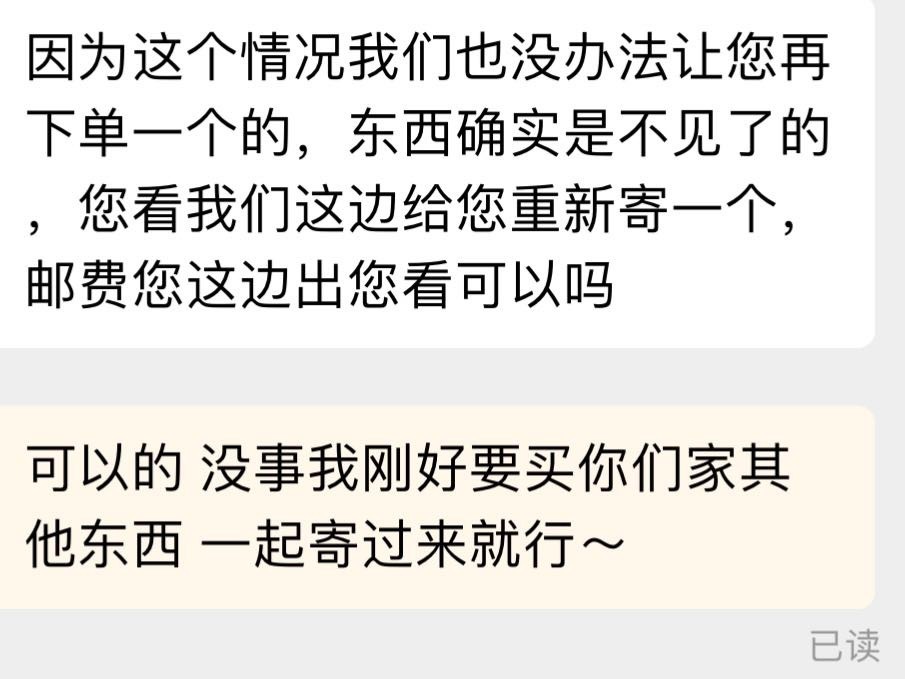 因为这个情况我们也没办法让您再
下单一个的，东西确实是不见了的
，您看我们这边给您重新寄一个，
邮费您这边出您看可以吗
可以的 没事我刚好要买你们家其
他东西 一起寄过来就行～
已读